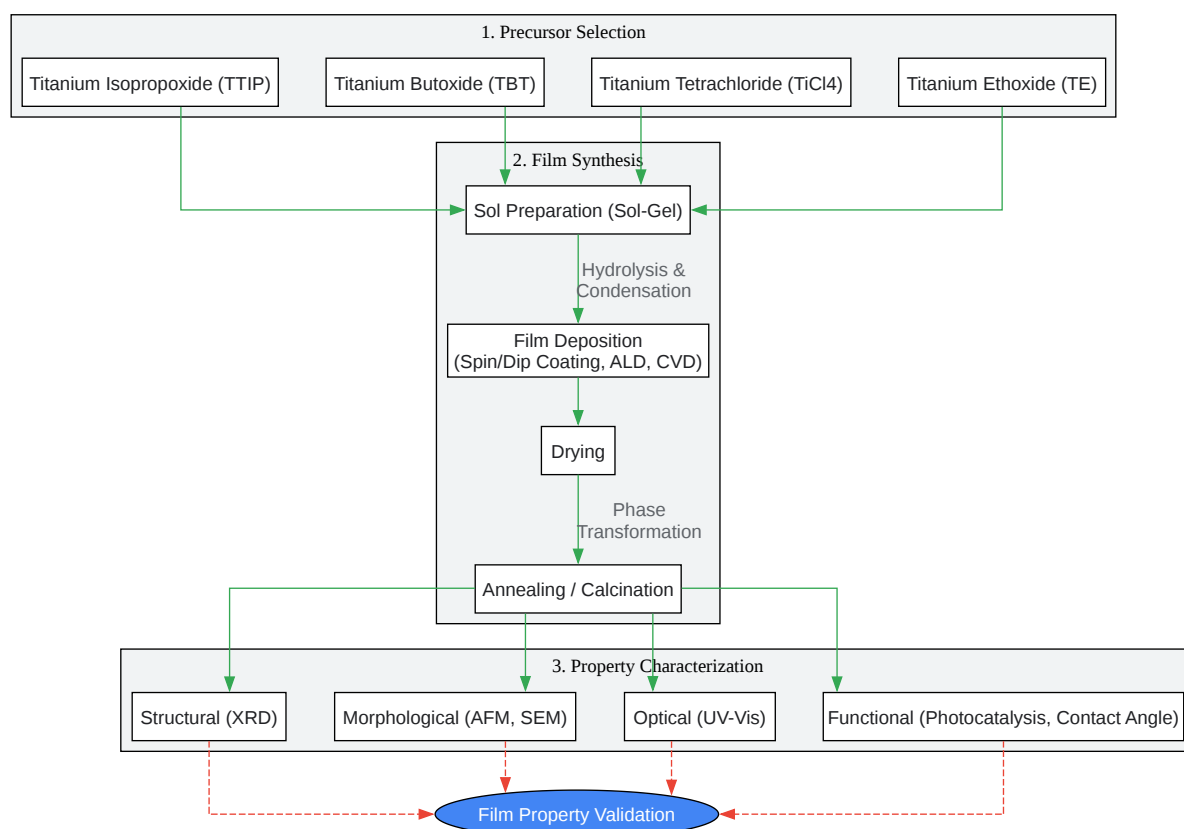 1. Precursor Selection
Titanium Isopropoxide (TTIP)
Titanium Butoxide (TBT)
Titanium Tetrachloride (TiCl4)
Titanium Ethoxide (TE)
2. Film Synthesis
Sol Preparation (Sol-Gel)
Hydrolysis &
Condensation
Film Deposition
(Spin/Dip Coating, ALD, CVD)
Drying
Phase
Transformation
Annealing / Calcination
3. Property Characterization
Structural (XRD)
Morphological (AFM, SEM)
Optical (UV-Vis)
Functional (Photocatalysis, Contact Angle)
Film Property Validation